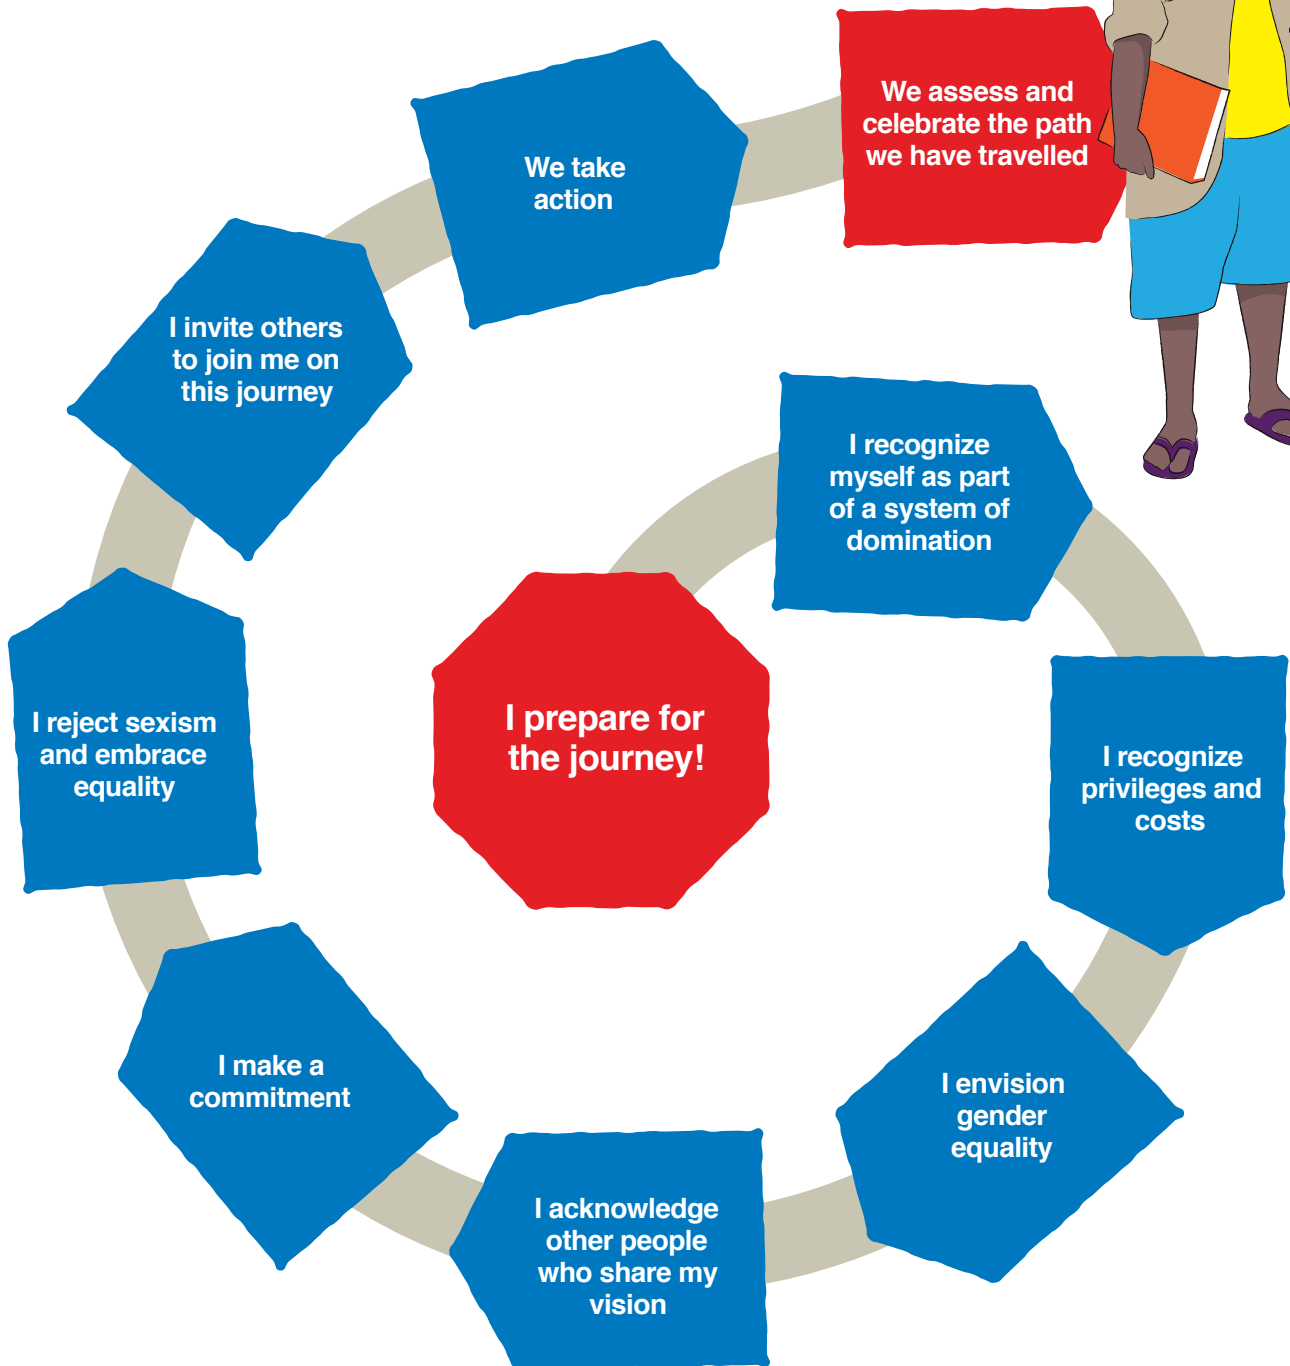 We assess and
celebrate the path
we have travelled
We take
action
I invite others
to join me on
this journey
I recognize
myself as part
of a system of
domination
I prepare for
the journey!
I reject sexism
and embrace
equality
I recognize
privileges and
costs
I make a
commitment
I envision
gender
equality
I acknowledge
other people
who share my
vision